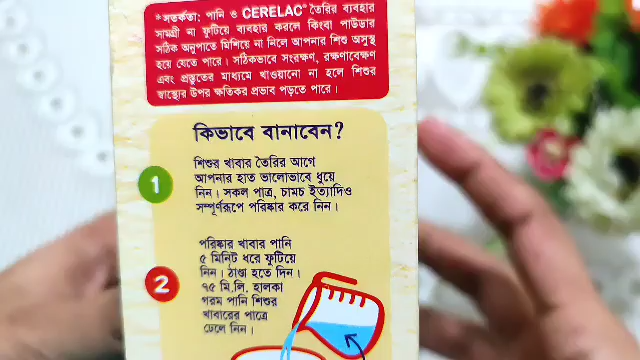 * সতর্কতা: পানি ও CERELAC® তৈরির ব্যবহার
সামগ্রী না ফুটিয়ে ব্যবহার করলে কিংবা পাউডার
সঠিক অনুপাতে মিশিয়ে না নিলে আপনার শিশু অসুস্থ
হয়ে যেতে পারে। সঠিকভাবে সংরক্ষণ, রক্ষণাবেক্ষণ
এবং প্রস্তুতের মাধ্যমে খাওয়ানো না হলে শিশুর
স্বাস্থ্যের উপর ক্ষতিকর প্রভাব পড়তে পারে।
কিভাবে বানাবেন?
1
শিশুর খাবার তৈরির আগে
আপনার হাত ভালোভাবে ধুয়ে
নিন। সকল পাত্র, চামচ ইত্যাদিও
সম্পূর্ণরূপে পরিষ্কার করে নিন।
2
পরিষ্কার খাবার পানি
৫ মিনিট ধরে ফুটিয়ে
নিন। ঠাণ্ডা হতে দিন।
৭৫ মি.লি. হালকা
গরম পানি শিশুর
খাবারের পাত্রে
ঢেলে নিন।